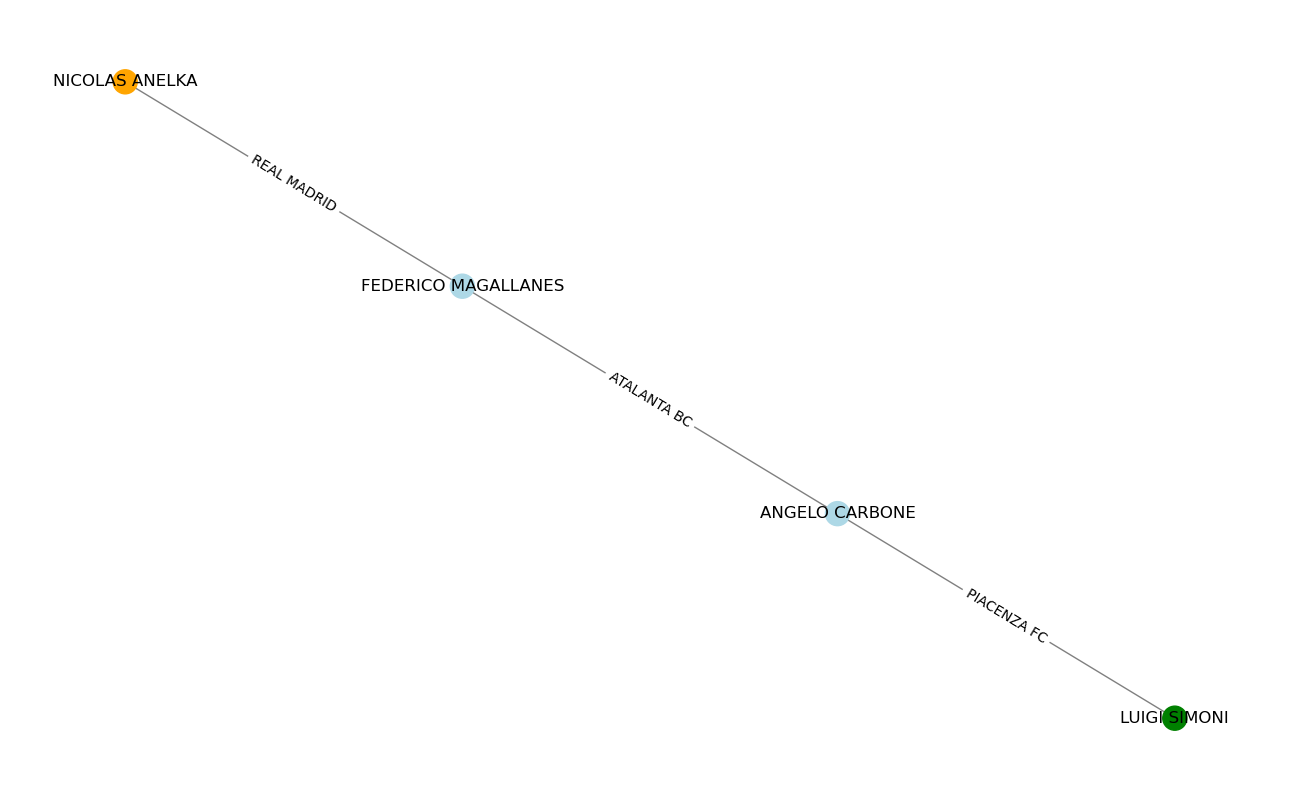 NICOLAS ANELKA
REAL MADRID
FEDERICO MAGALLANES
ATALANTA BC
ANGELO CARBONE
PIACENZA FC
LUIGI SIMONI